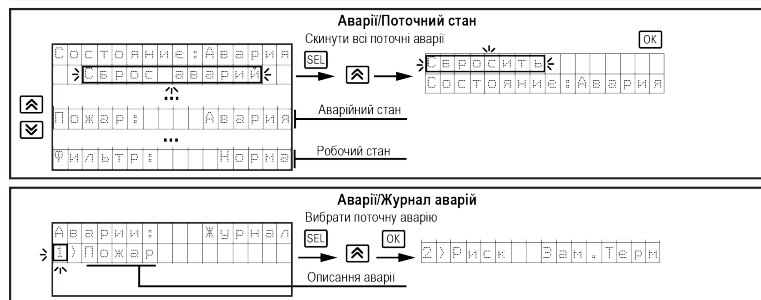 Аварії/Поточний стан
Скинути всі поточні аварії
OK
Состояние:Авария
SEL
Сбросить
Сброс аварий
Состояние:Авария
...
Пожар: Авария
Аварійний стан
...
Фильтр: Норма
Робочий стан
Аварії/Журнал аварій
Вибрати поточну аварію
Аварии: Журнал
SEL
OK
1)Пожар
2)Риск Зам.Терм
Описання аварії